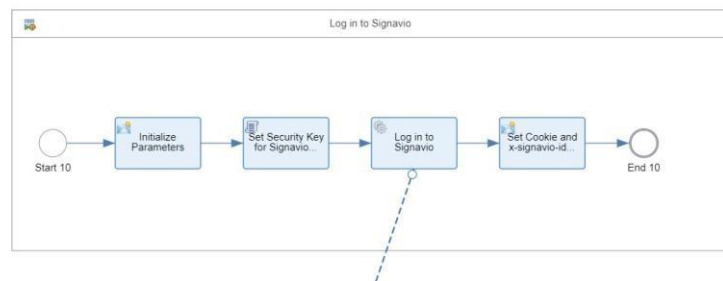 Log in to Signavio
Initialize
Parameters
Set Security Key
for Signavio...
Log in to
Signavio
Set Cookie and
x-signavio-id...
Start 10
End 10